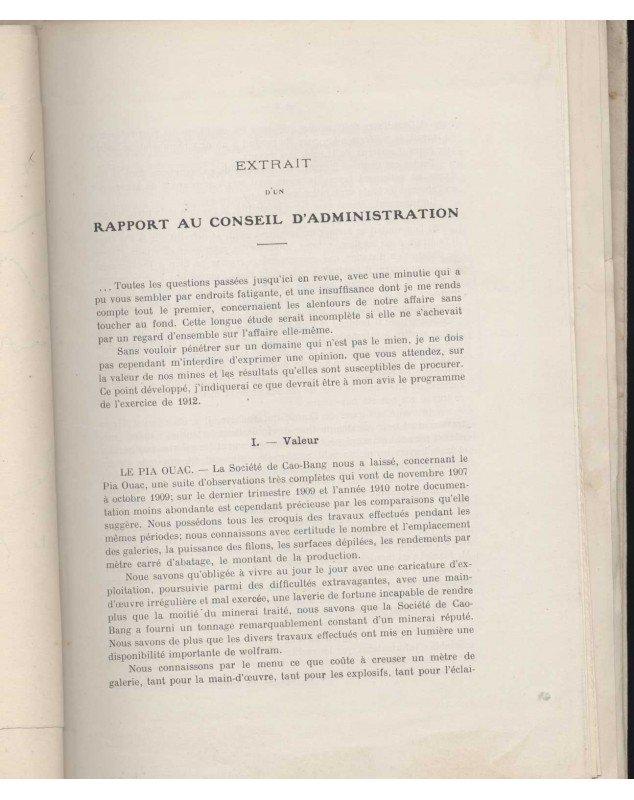 EXTRAIT
D'UN
RAPPORT AU CONSEIL D'ADMINISTRATION
... Toutes les questions passées jusqu'ici en revue, avec une minutie qui a
pu vous sembler par endroits fatigante, et une insuffisance dont je me rends
compte tout le premier, concernaient les alentours de notre affaire sans
toucher au fond. Cette longue étude serait incomplète si elle ne s'achevait
par un regard d'ensemble sur l'affaire elle-même.
Sans vouloir pénétrer sur un domaine qui n'est pas le mien, je ne dois
pas cependant m'interdire d'exprimer une opinion, que vous attendez, sur
la valeur de nos mines et les résultats qu'elles sont susceptibles de procurer.
Ce point développé, j'indiquerai ce que devrait être à mon avis le programme
de l'exercice de 1912.
I. — Valeur
LE PIA OUAC. — La Société de Cao-Bang nous a laissé, concernant le
Pia Ouac, une suite d'observations très complètes qui vont de novembre 1907
à octobre 1909; sur le dernier trimestre 1909 et l'année 1910 notre documen-
tation moins abondante est cependant précieuse par les comparaisons qu'elle
suggère. Nous possédons tous les croquis des travaux effectués pendant les
mêmes périodes; nous connaissons avec certitude le nombre et l'emplacement
des galeries, la puissance des filons, les surfaces dépilées, les rendements par
mètre carré d'abatage, le montant de la production.
Noue savons qu'obligée à vivre au jour le jour avec une caricature d'ex-
ploitation, poursuivie parmi des difficultés extravagantes, avec une main-
d'œuvre irrégulière et mal exercée, une laverie de fortune incapable de rendre
plus que la moitié du minerai traité, nous savons que la Société de Cao-
Bang a fourni un tonnage remarquablement constant d'un minerai réputé.
Nous savons de plus que les divers travaux effectués ont mis en lumière une
disponibilité importante de wolfram.
Nous connaissons par le menu ce que coûte à creuser un mètre de
galerie, tant pour la main-d'œuvre, tant pour les explosifs, tant pour l'éclai-